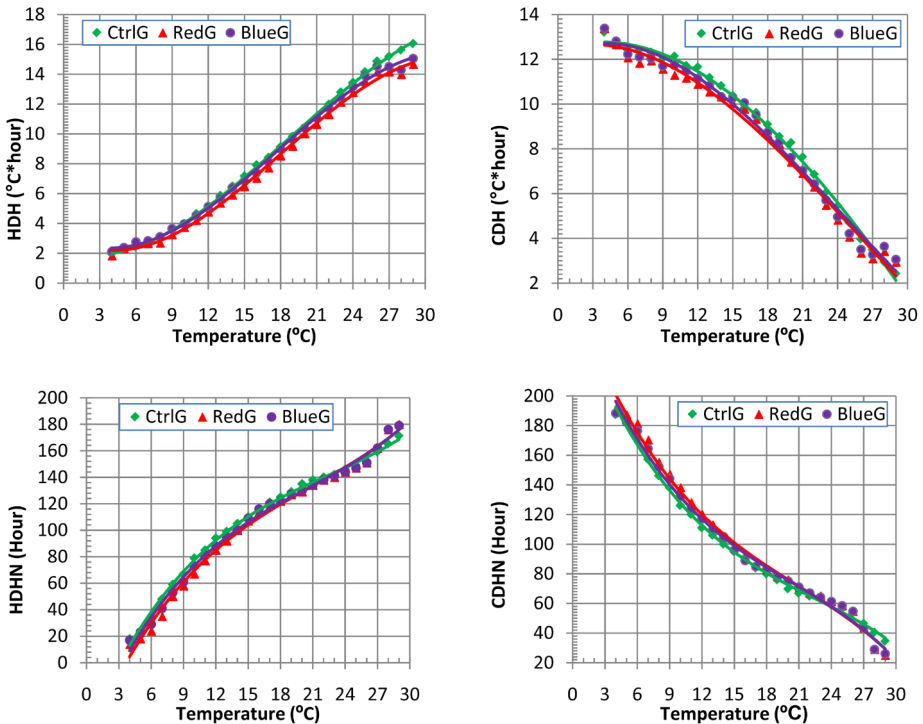 CtrlG RedG BlueG
HDH (°C*hour)
18
16
14
12
10
8
6
4
2
0
0 3 6 9 12 15 18 21 24 27 30
Temperature (⁰C)
CtrlG RedG BlueG
CDH (°C*hour)
14
12
10
8
6
4
2
0 3 6 9 12 15 18 21 24 27 30
Temperature (⁰C)
CtrlG RedG BlueG
HDHN (Hour)
200
180
160
140
120
100
80
60
40
20
0
0 3 6 9 12 15 18 21 24 27 30
Temperature (⁰C)
CtrlG RedG BlueG
CDHN (Hour)
200
180
160
140
120
100
80
60
40
20
0 3 6 9 12 15 18 21 24 27 30
Temperature (⁰C)